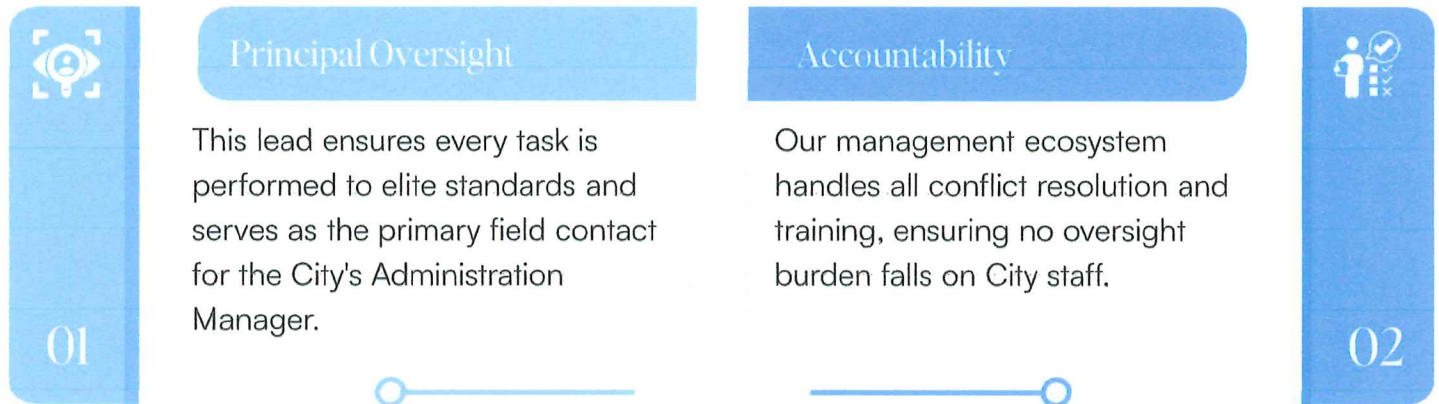 01
Principal Oversight
This lead ensures every task is
performed to elite standards and
serves as the primary field contact
for the City's Administration
Manager.
Accountability
Our management ecosystem
handles all conflict resolution and
training, ensuring no oversight
burden falls on City staff.
02